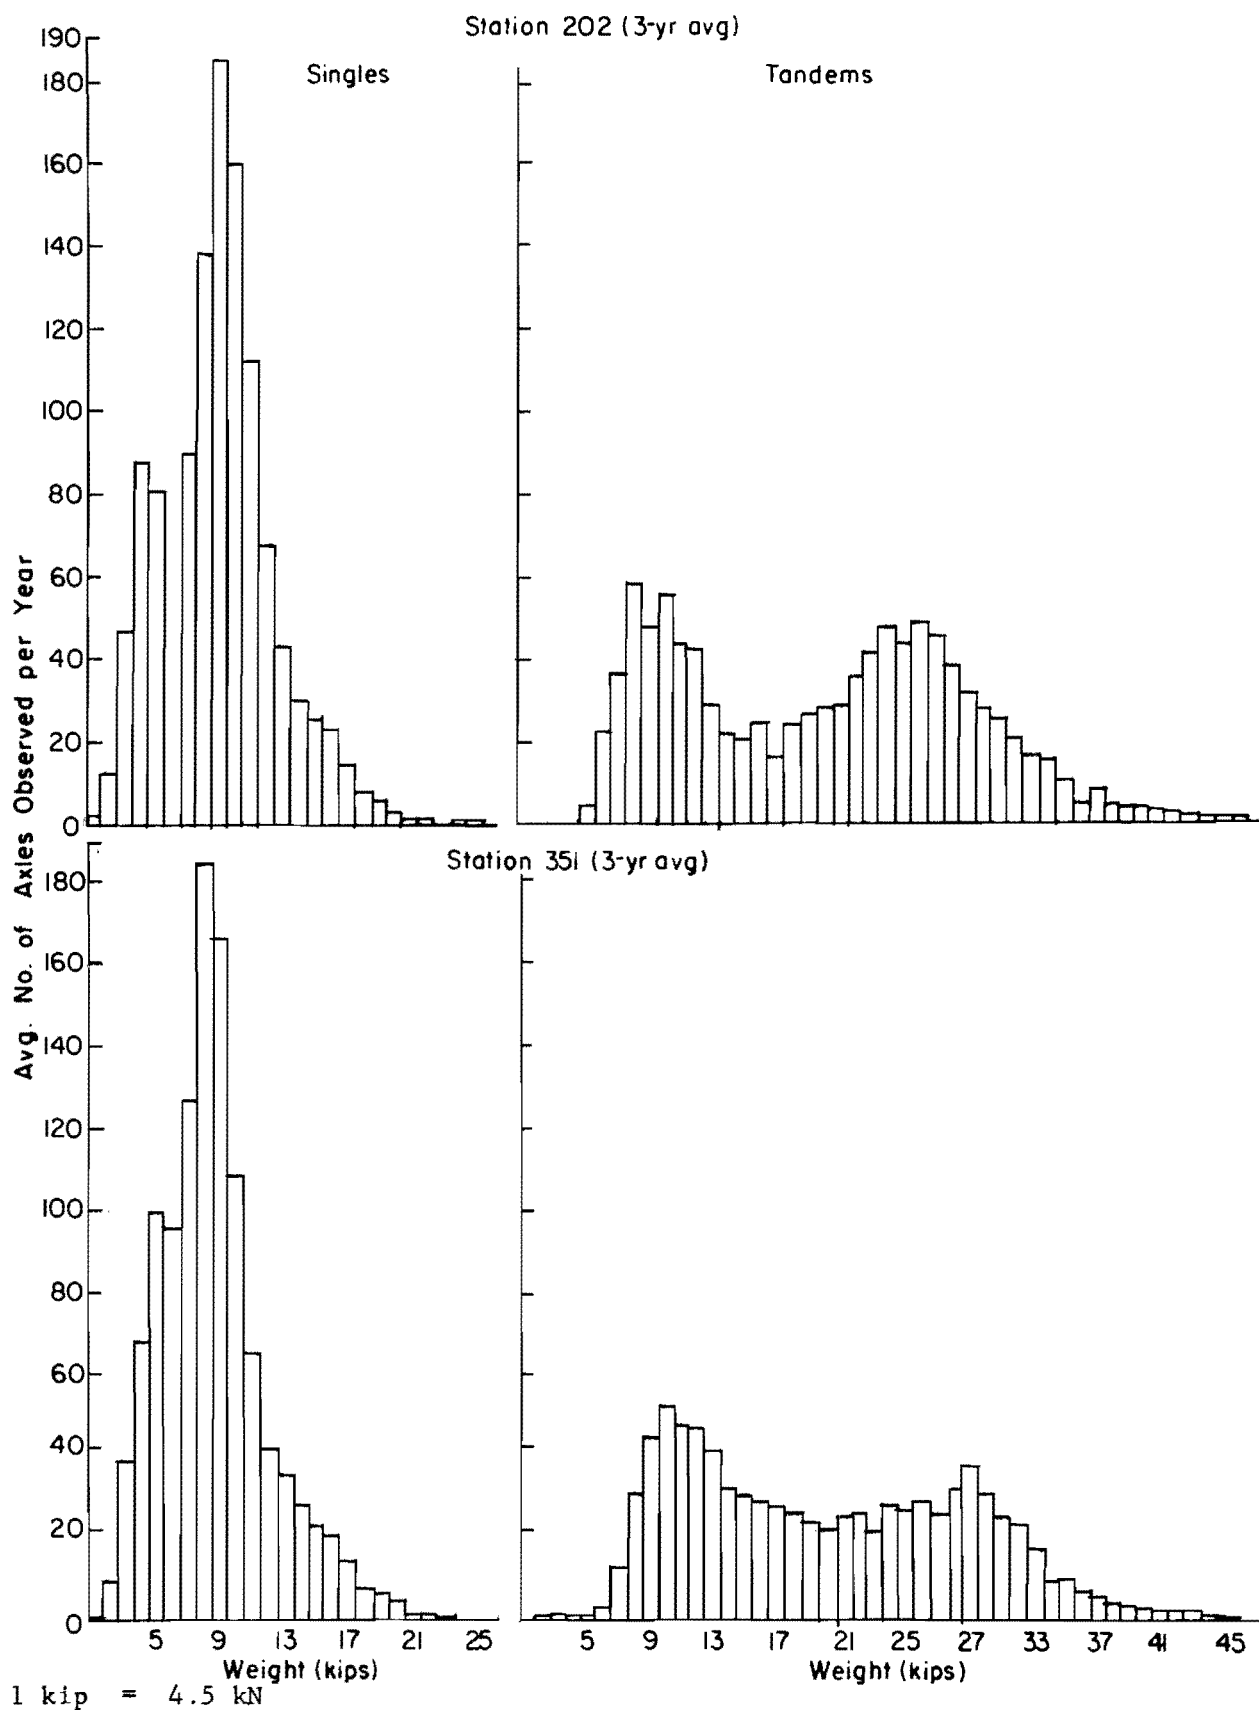 Station 202 (3-yr avg)
Singles
Tandems
190
180
160
140
120
100
80
60
40
20
0
Avg. No. of Axles Observed per Year
Station 351 (3-yr avg)
180
160
140
120
100
80
60
40
20
0
5 9 13 17 21 25
5 9 13 17 21 25 27 33 37 41 45
Weight (kips)
Weight (kips)
1 kip = 4.5 kN